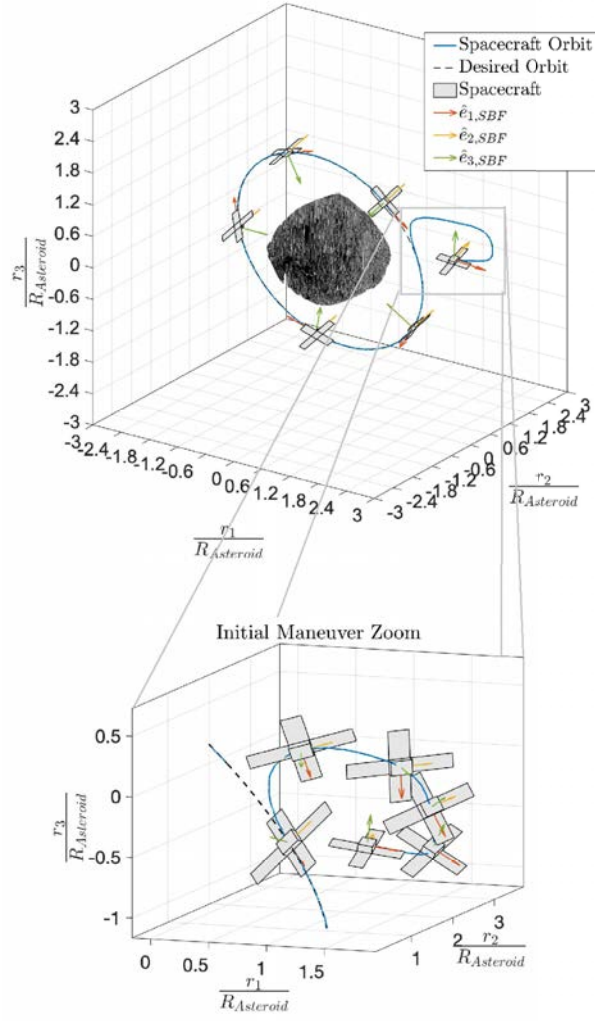 Spacecraft Orbit
Desired Orbit
Spacecraft
ê1,SBF
ê2,SBF
ê3,SBF
3
2.4
1.8
1.2
0.6
0
-0.6
-1.2
-1.8
-2.4
-3
r3
RAsteroid
-3
-2.4
-1.8
-1.2
-0.6
0
0.6
1.2
1.8
2.4
3
r1
RAsteroid
-3
-2.4
-1.8
-1.2
-0.6
0
0.6
1.2
1.8
2.4
3
r2
RAsteroid
Initial Maneuver Zoom
0.5
0
-0.5
-1
r3
RAsteroid
0
0.5
1
1.5
r1
RAsteroid
1
2
3
r2
RAsteroid